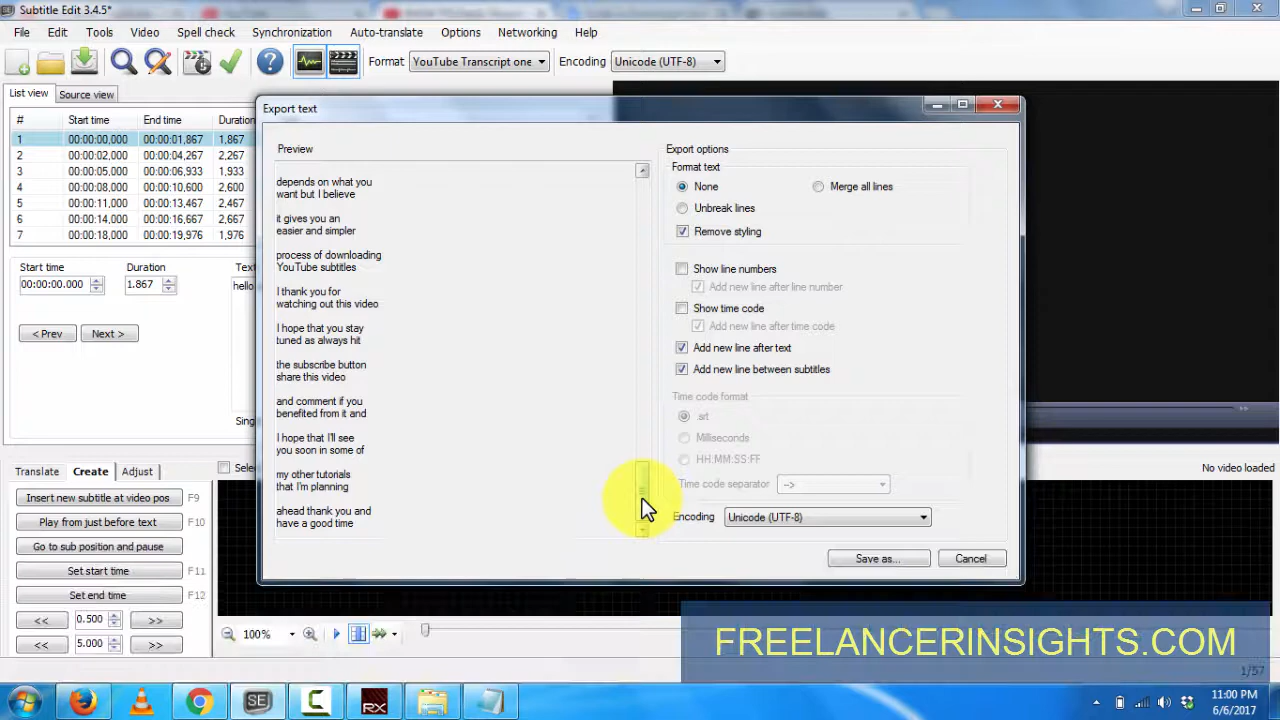 Subtitle Edit 3.4.5*
File Edit Tools Video Spell check Synchronization Auto-translate Options Networking Help
Format YouTube Transcript one Encoding Unicode (UTF-8)
List view Source view
# Start time End time Duration
1 00:00:00,000 00:00:01,867 1,867
2 00:00:02,000 00:00:04,267 2,267
3 00:00:05,000 00:00:06,933 1,933
4 00:00:08,000 00:00:10,600 2,600
5 00:00:11,000 00:00:13,467 2,467
6 00:00:14,000 00:00:16,667 2,667
7 00:00:18,000 00:00:19,976 1,976
Start time Duration Text
00:00:00.000 1.867 hello
< Prev Next >
Sing
Export text
Preview
depends on what you
want but I believe
it gives you an
easier and simpler
process of downloading
YouTube subtitles
I thank you for
watching out this video
I hope that you stay
tuned as always hit
the subscribe button
share this video
and comment if you
benefited from it and
I hope that I'll see
you soon in some of
my other tutorials
that I'm planning
ahead thank you and
have a good time
Export options
Format text
None Merge all lines
Unbreak lines
Remove styling
Show line numbers
Add new line after line number
Show time code
Add new line after time code
Add new line after text
Add new line between subtitles
Time code format
.srt
Milliseconds
HH:MM:SS:FF
Time code separator -->
Encoding Unicode (UTF-8)
Save as... Cancel
Translate Create Adjust Selec
No video loaded
Insert new subtitle at video pos F9
Play from just before text F10
Go to sub position and pause
Set start time F11
Set end time F12
<< 0.500 >>
<< 5.000 >>
100%
FREELANCERINSIGHTS.COM
1/57
SE RX
11:00 PM
6/6/2017